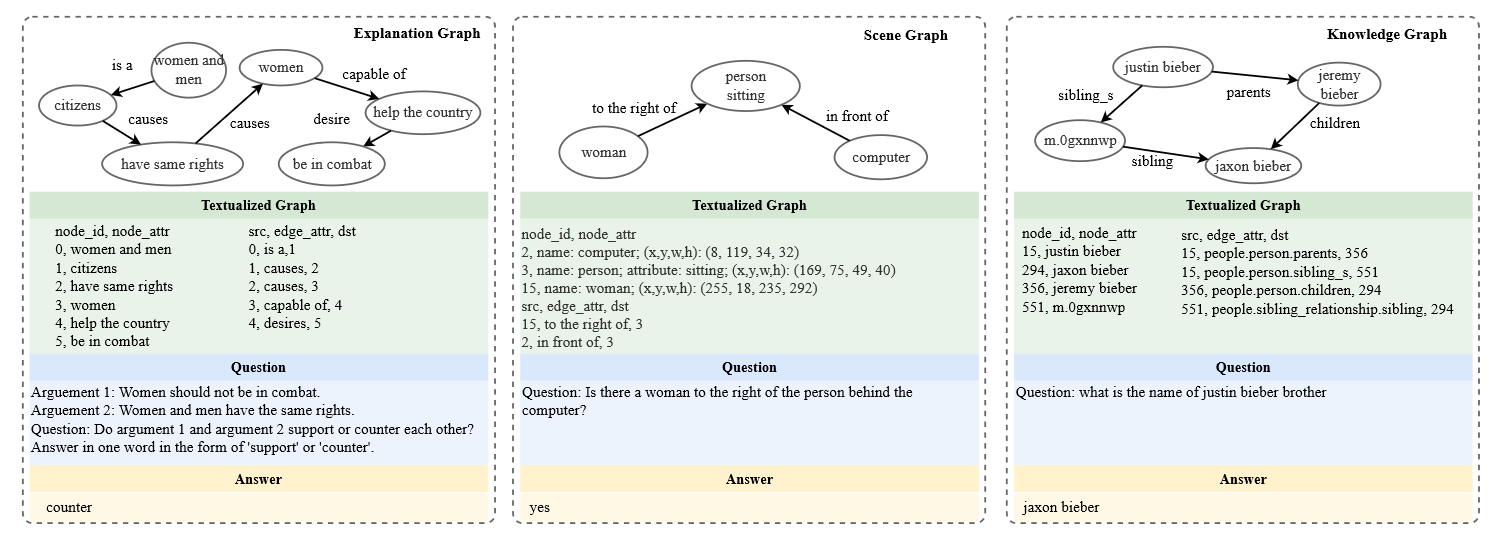 Explanation Graph
women and
men
is a
citizens
causes
have same rights
causes
women
capable of
help the country
desire
be in combat
Textualized Graph
node_id, node_attr
0, women and men
1, citizens
2, have same rights
3, women
4, help the country
5, be in combat
src, edge_attr, dst
0, is a,1
1, causes, 2
2, causes, 3
3, capable of, 4
4, desires, 5
Question
Arguement 1: Women should not be in combat.
Arguement 2: Women and men have the same rights.
Question: Do argument 1 and argument 2 support or counter each other?
Answer in one word in the form of 'support' or 'counter'.
Answer
counter
Scene Graph
person
sitting
to the right of
in front of
woman
computer
Textualized Graph
node_id, node_attr
2, name: computer; (x,y,w,h): (8, 119, 34, 32)
3, name: person; attribute: sitting; (x,y,w,h): (169, 75, 49, 40)
15, name: woman; (x,y,w,h): (255, 18, 235, 292)
src, edge_attr, dst
15, to the right of, 3
2, in front of, 3
Question
Question: Is there a woman to the right of the person behind the
computer?
Answer
yes
Knowledge Graph
justin bieber
jeremy
bieber
parents
sibling_s
children
m.0gxnnwp
sibling
jaxon bieber
Textualized Graph
node_id, node_attr
15, justin bieber
294, jaxon bieber
356, jeremy bieber
551, m.0gxnnwp
src, edge_attr, dst
15, people.person.parents, 356
15, people.person.sibling_s, 551
356, people.person.children, 294
551, people.sibling_relationship.sibling, 294
Question
Question: what is the name of justin bieber brother
Answer
jaxon bieber